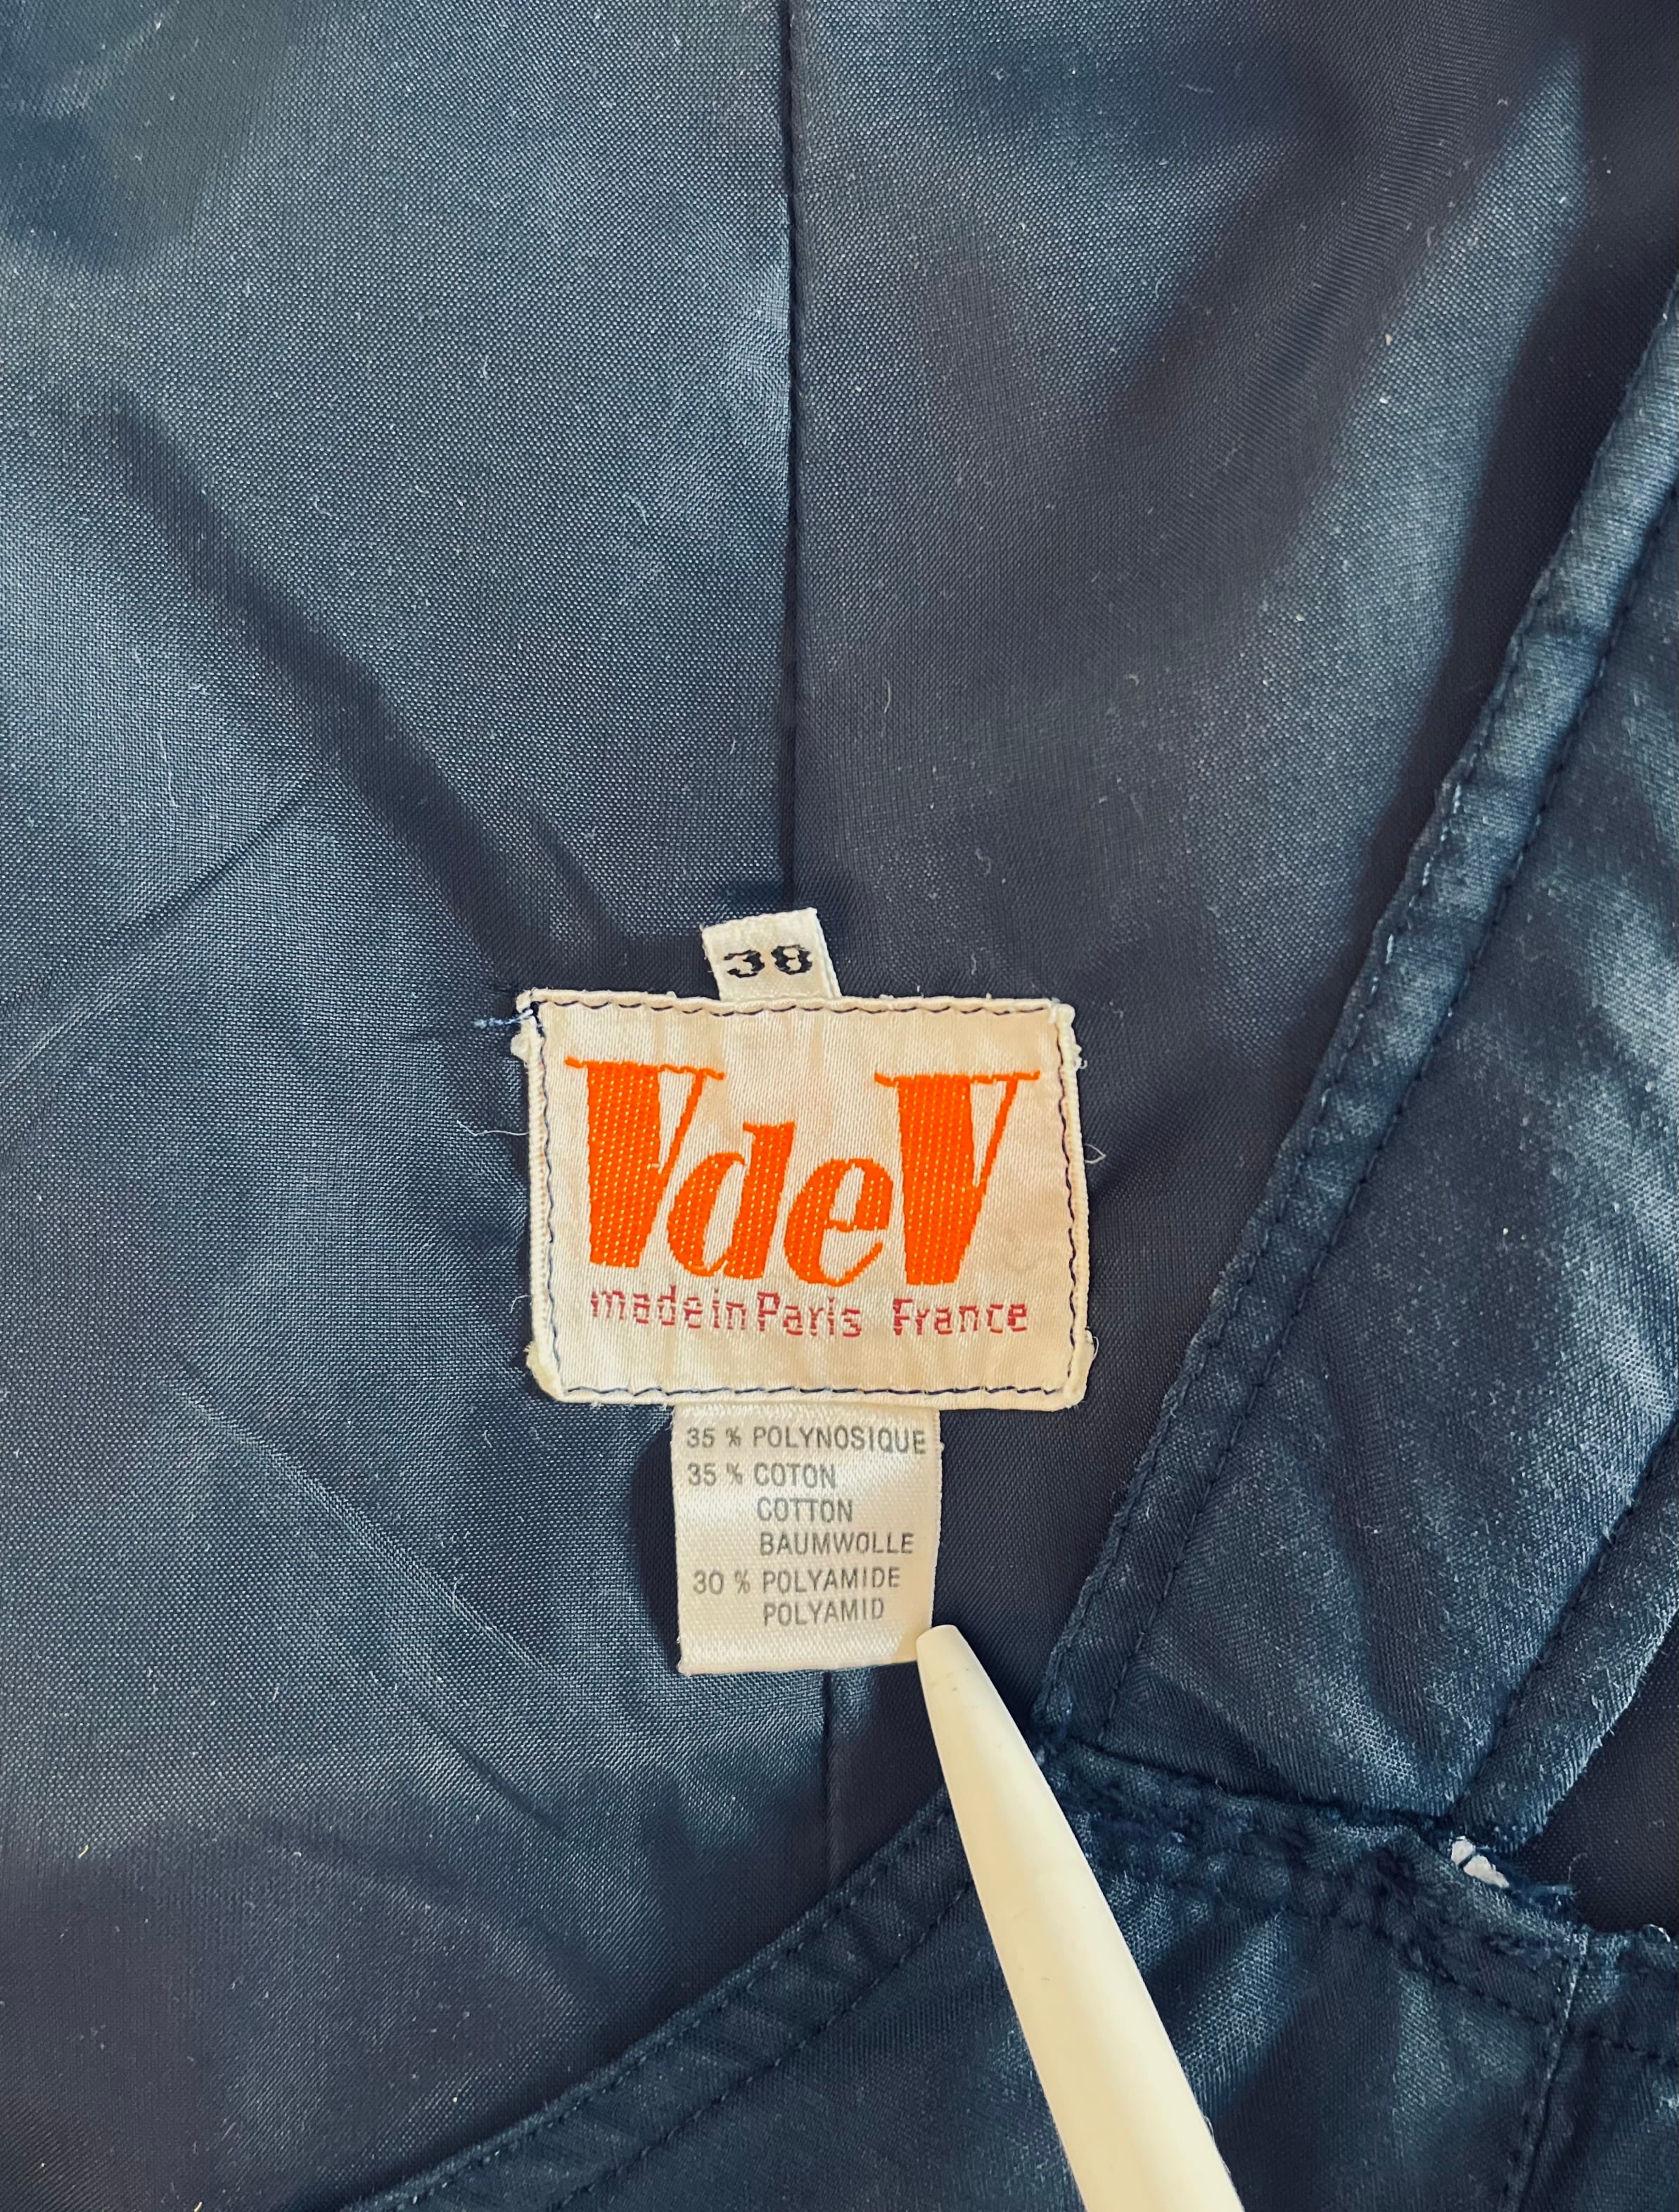 38
VdeV
made in Paris France
35 % POLYNOSIQUE
35 % COTON
COTTON
BAUMWOLLE
30 % POLYAMIDE
POLYAMID